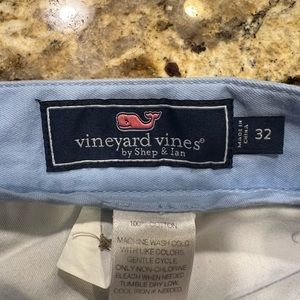 vineyard vines®
by Shep & Ian
MADE IN
CHINA
32
100% COTTON
MACHINE WASH COLD
WITH LIKE COLORS.
GENTLE CYCLE.
ONLY NON-CHLORINE
BLEACH IF NEEDED.
TUMBLE DRY LOW.
COOL IRON IF NEEDED.